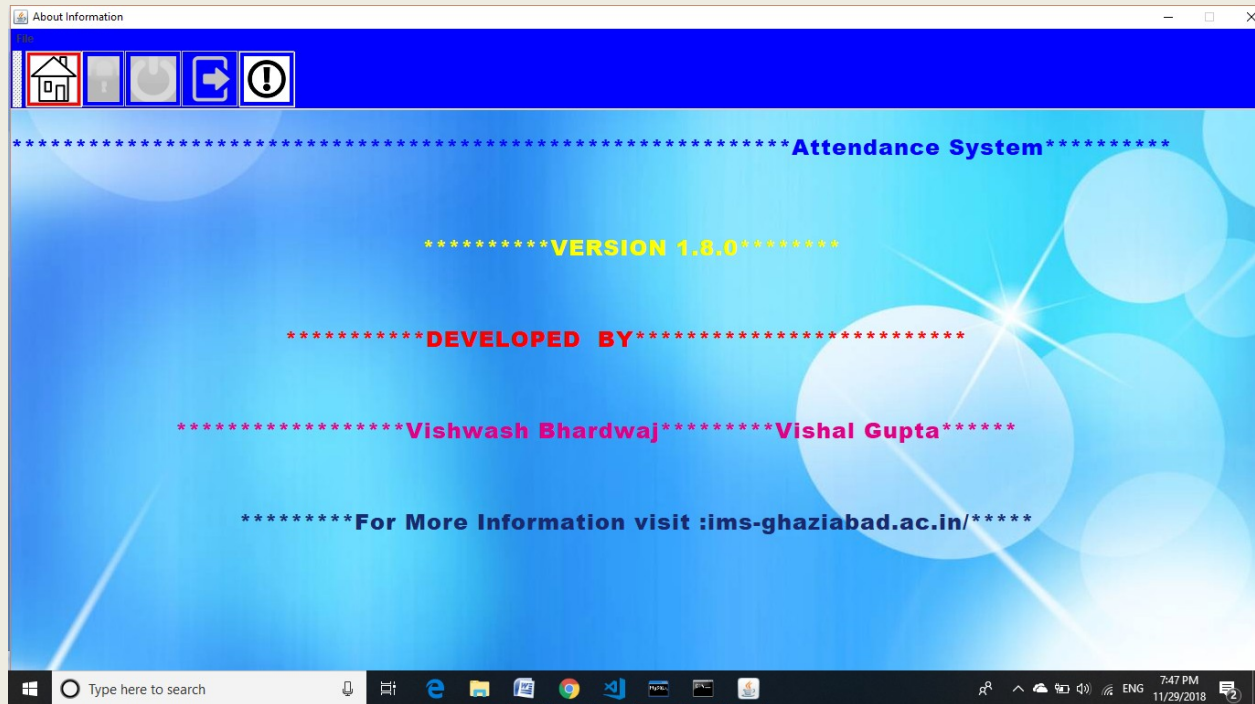 About Information
File
****************************************************************Attendance System**********
**********VERSION 1.8.0********
***********DEVELOPED  BY**************************
******************Vishwash Bhardwaj*********Vishal Gupta******
*********For More Information visit :ims-ghaziabad.ac.in/*****
Type here to search
ENG
7:47 PM
11/29/2018
2